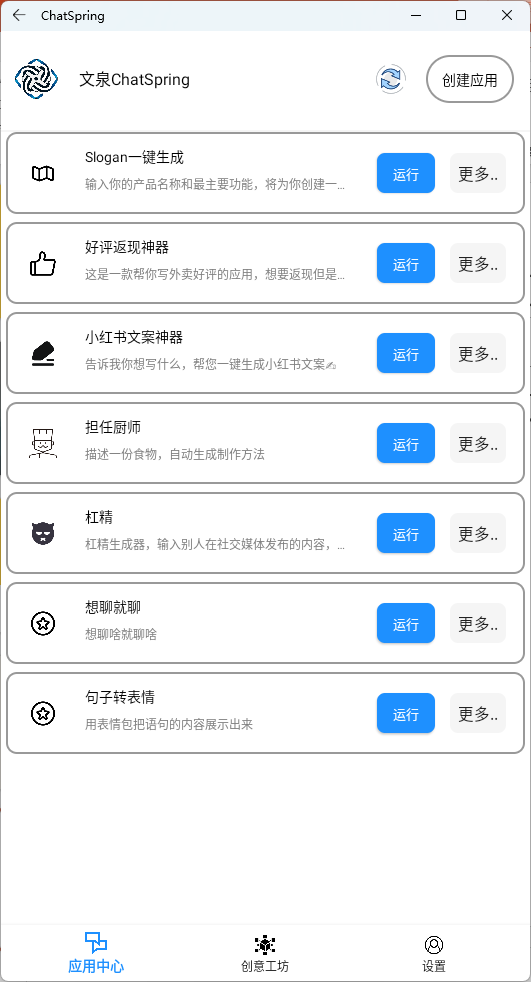 ChatSpring
文泉ChatSpring
创建应用
Slogan一键生成
输入你的产品名称和最主要功能，将为你创建一...
运行
更多..
好评返现神器
这是一款帮你写外卖好评的应用，想要返现但是...
运行
更多..
小红书文案神器
告诉我你想写什么，帮您一键生成小红书文案✍
运行
更多..
担任厨师
描述一份食物，自动生成制作方法
运行
更多..
杠精
杠精生成器，输入别人在社交媒体发布的内容，...
运行
更多..
想聊就聊
想聊啥就聊啥
运行
更多..
句子转表情
用表情包把语句的内容展示出来
运行
更多..
应用中心
创意工坊
设置